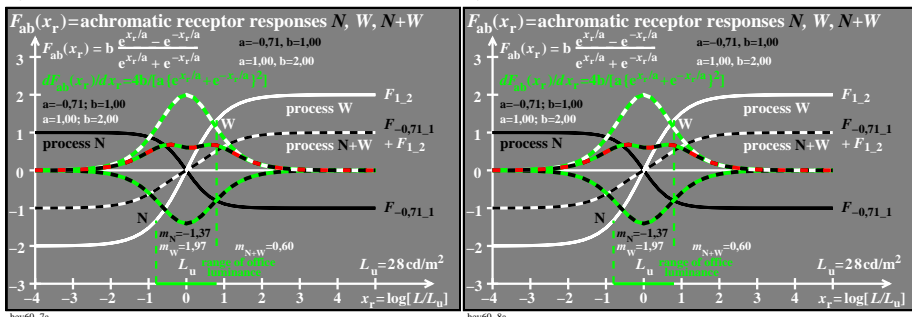 F_ab(x_r)=achromatic receptor responses N, W, N+W
F_ab(x_r)=b (e^{x_r/a} – e^{–x_r/a}) / (e^{x_r/a} + e^{–x_r/a})
a=–0,71, b=1,00
a=1,00, b=2,00
dF_ab(x_r)/dx_r=4b/[a{e^{x_r/a}+e^{–x_r/a}}^2]
a=–0,71; b=1,00
a=1,00; b=2,00
process W
F_1_2
W
process N
process N+W
F_–0,71_1
+ F_1_2
F_–0,71_1
N
m_N=–1,37
m_W=1,97
m_N+W=0,60
L_u
range of office
luminance
L_u=28cd/m^2
3
2
1
0
–1
–2
–3
–4 –3 –2 –1 0 1 2 3 4 5
x_r=log[L/L_u]
hey60-7a
F_ab(x_r)=achromatic receptor responses N, W, N+W
F_ab(x_r)=b (e^{x_r/a} – e^{–x_r/a}) / (e^{x_r/a} + e^{–x_r/a})
a=–0,71, b=1,00
a=1,00, b=2,00
dF_ab(x_r)/dx_r=4b/[a{e^{x_r/a}+e^{–x_r/a}}^2]
a=–0,71; b=1,00
a=1,00; b=2,00
process W
F_1_2
W
process N
process N+W
F_–0,71_1
+ F_1_2
F_–0,71_1
N
m_N=–1,37
m_W=1,97
m_N+W=0,60
L_u
range of office
luminance
L_u=28cd/m^2
3
2
1
0
–1
–2
–3
–4 –3 –2 –1 0 1 2 3 4 5
x_r=log[L/L_u]